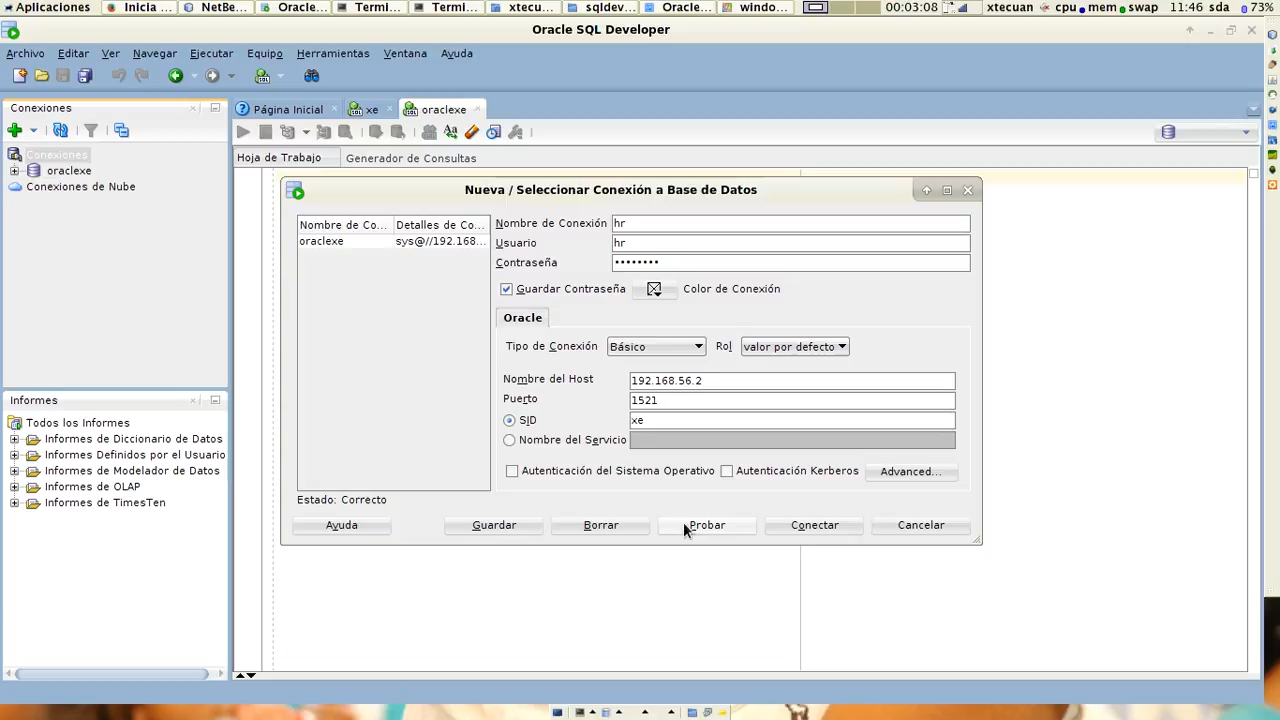 Aplicaciones Inicia ... NetBe... Oracle... Termi... Termi... xtecu... sqldev... Oracle... windo... 00:03:08 xtecuan cpu mem swap 11:46 sda 73%
Oracle SQL Developer
Archivo Editar Ver Navegar Ejecutar Equipo Herramientas Ventana Ayuda
Conexiones
Página Inicial xe oraclexe
Hoja de Trabajo Generador de Consultas
Conexiones
oraclexe
Conexiones de Nube
Nueva / Seleccionar Conexión a Base de Datos
Nombre de Co... Detalles de Co...
oraclexe sys@//192.168...
Nombre de Conexión hr
Usuario hr
Contraseña ••••••••
Guardar Contraseña Color de Conexión
Oracle
Tipo de Conexión Básico Rol valor por defecto
Nombre del Host 192.168.56.2
Puerto 1521
SID xe
Nombre del Servicio
Autenticación del Sistema Operativo Autenticación Kerberos Advanced...
Estado: Correcto
Ayuda Guardar Borrar Probar Conectar Cancelar
Informes
Todos los Informes
Informes de Diccionario de Datos
Informes Definidos por el Usuario
Informes de Modelador de Datos
Informes de OLAP
Informes de TimesTen